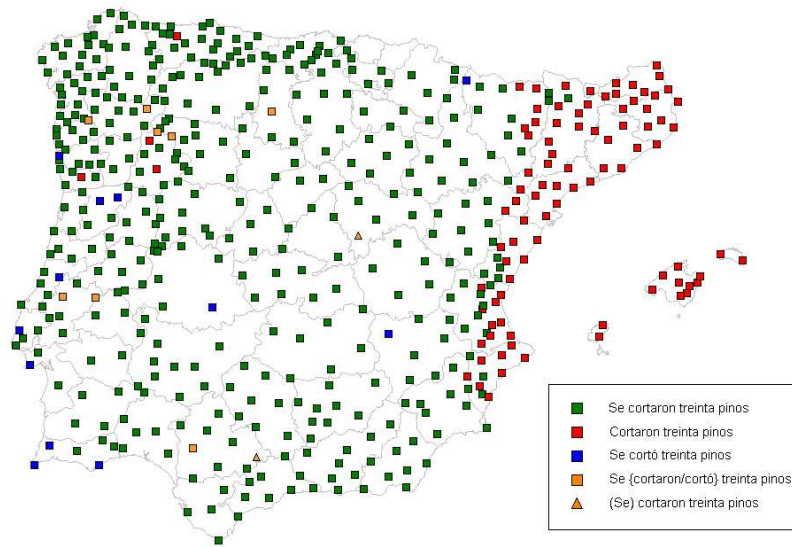 Se cortaron treinta pinos
Cortaron treinta pinos
Se cortó treinta pinos
Se {cortaron/cortó} treinta pinos
(Se) cortaron treinta pinos